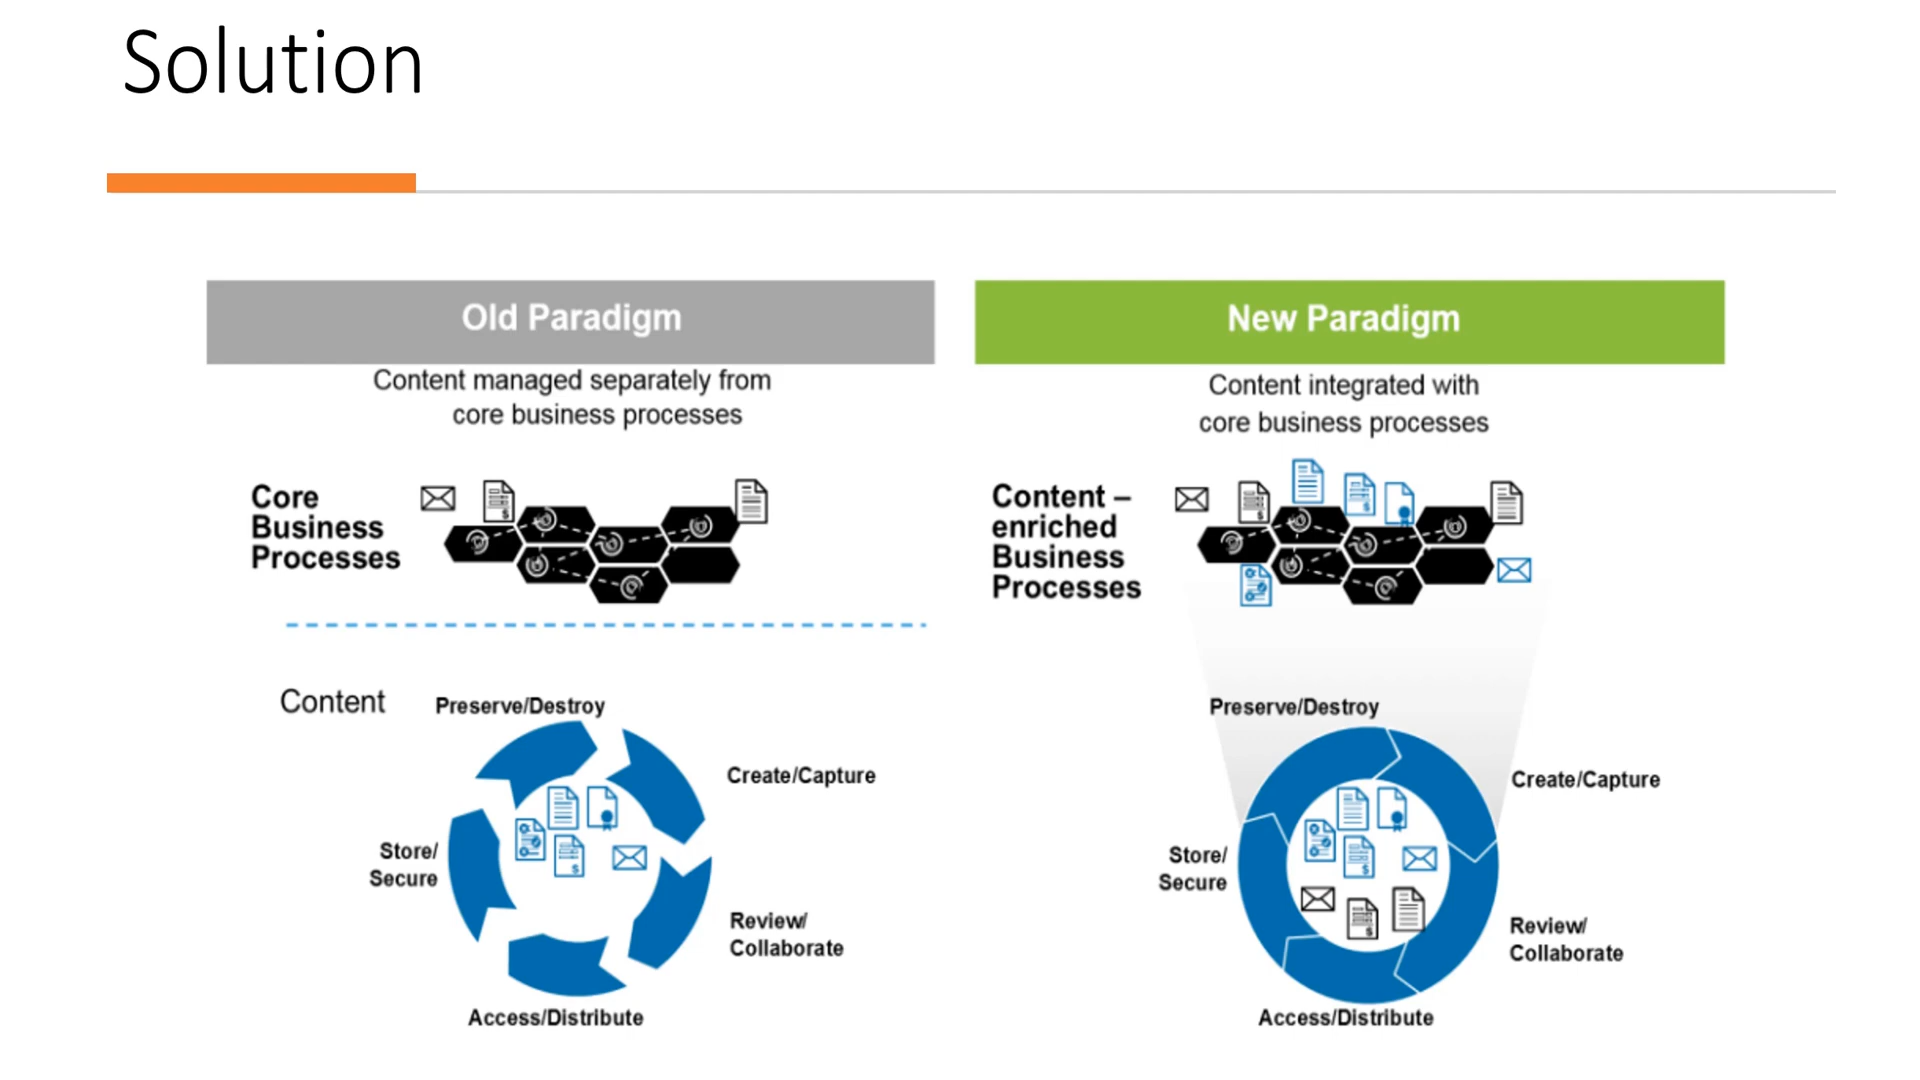 Solution
Old Paradigm
Content managed separately from
core business processes
Core
Business
Processes
Content
Preserve/Destroy
Create/Capture
Store/
Secure
Review/
Collaborate
Access/Distribute
New Paradigm
Content integrated with
core business processes
Content –
enriched
Business
Processes
Preserve/Destroy
Create/Capture
Store/
Secure
Review/
Collaborate
Access/Distribute